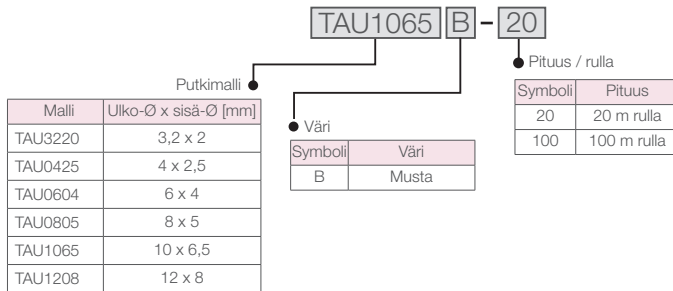 TAU1065 B - 20
Putkimalli
Malli Ulko-Ø x sisä-Ø [mm]
TAU3220 3,2 x 2
TAU0425 4 x 2,5
TAU0604 6 x 4
TAU0805 8 x 5
TAU1065 10 x 6,5
TAU1208 12 x 8
Väri
Symboli Väri
B Musta
Pituus / rulla
Symboli Pituus
20 20 m rulla
100 100 m rulla